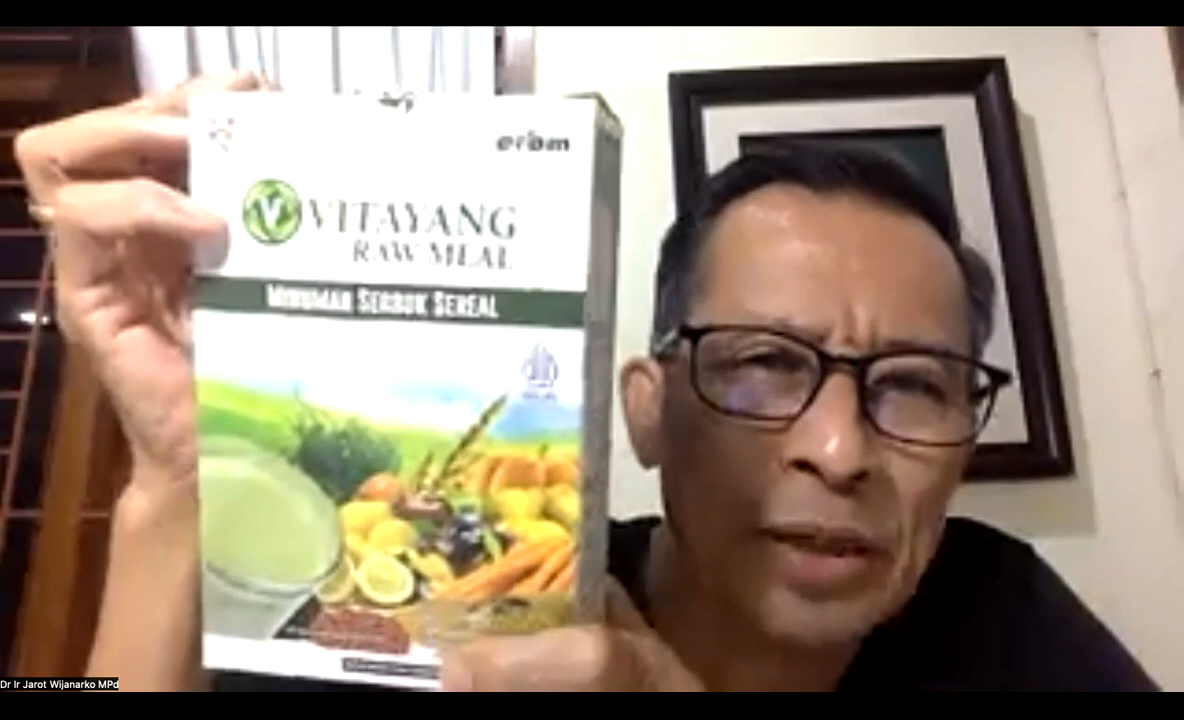 eribm
VITAYANG
RAW MEAL
MINUMAN SERBUK SEREAL
Dr Ir Jarot Wijanarko MPd